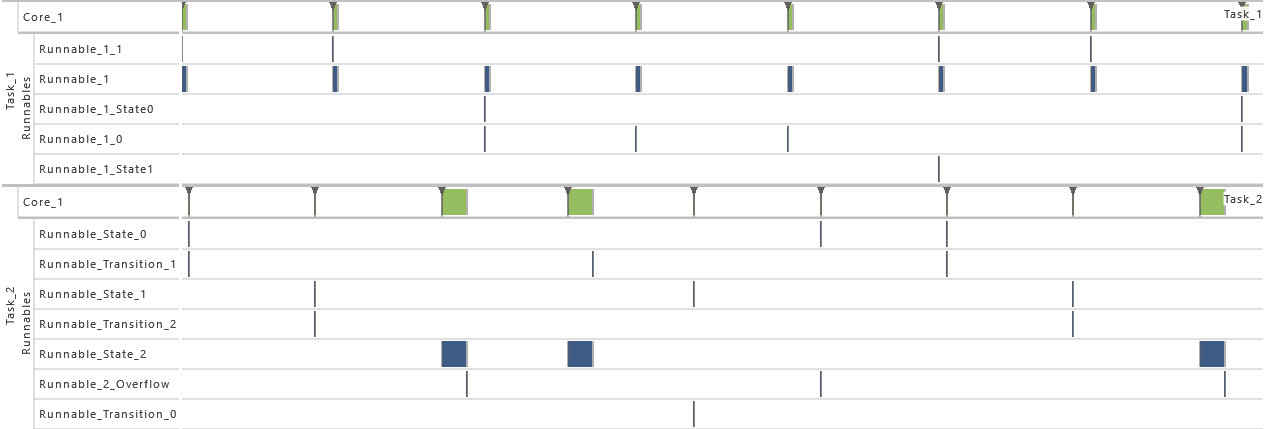 Core_1
Task_1
Task_1
Runnables
Runnable_1_1
Runnable_1
Runnable_1_State0
Runnable_1_0
Runnable_1_State1
Core_1
Task_2
Task_2
Runnables
Runnable_State_0
Runnable_Transition_1
Runnable_State_1
Runnable_Transition_2
Runnable_State_2
Runnable_2_Overflow
Runnable_Transition_0